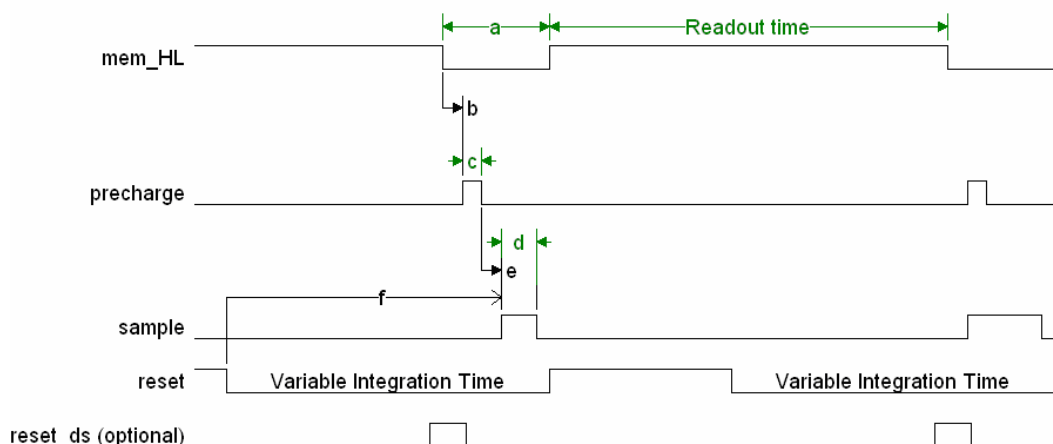 a
Readout time
mem_HL
b
c
precharge
d
e
f
sample
reset
Variable Integration Time
Variable Integration Time
reset_ds (optional)